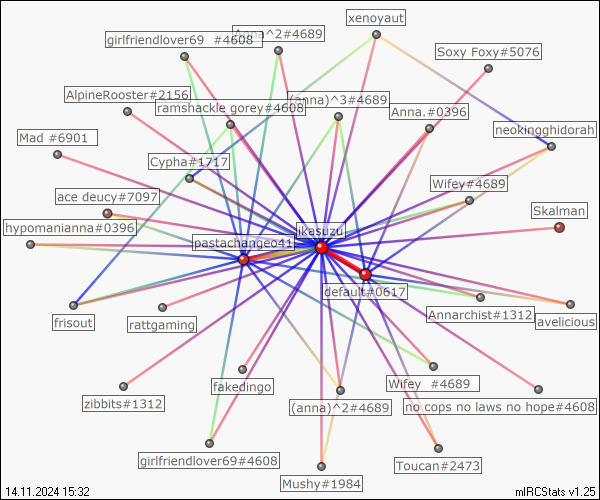 xenoyaut
Anna^2#4689
girlfriendlover69 #4608
Soxy Foxy#5076
AlpineRooster#2156
(anna)^3#4689
ramshackle gorey#4608
Anna.#0396
neokingghidorah
Mad #6901
Cypha#1717
Wifey#4689
ace deucy#7097
Skalman
hypomanianna#0396
likasuzu
pastachangeo41
default#0617
frisout
rattgaming
Annarchist#1312
avelicious
fakedingo
Wifey #4689
zibbits#1312
(anna)^2#4689
no cops no laws no hope#4608
girlfriendlover69#4608
Toucan#2473
Mushy#1984
14.11.2024 15:32
mIRCStats v1.25